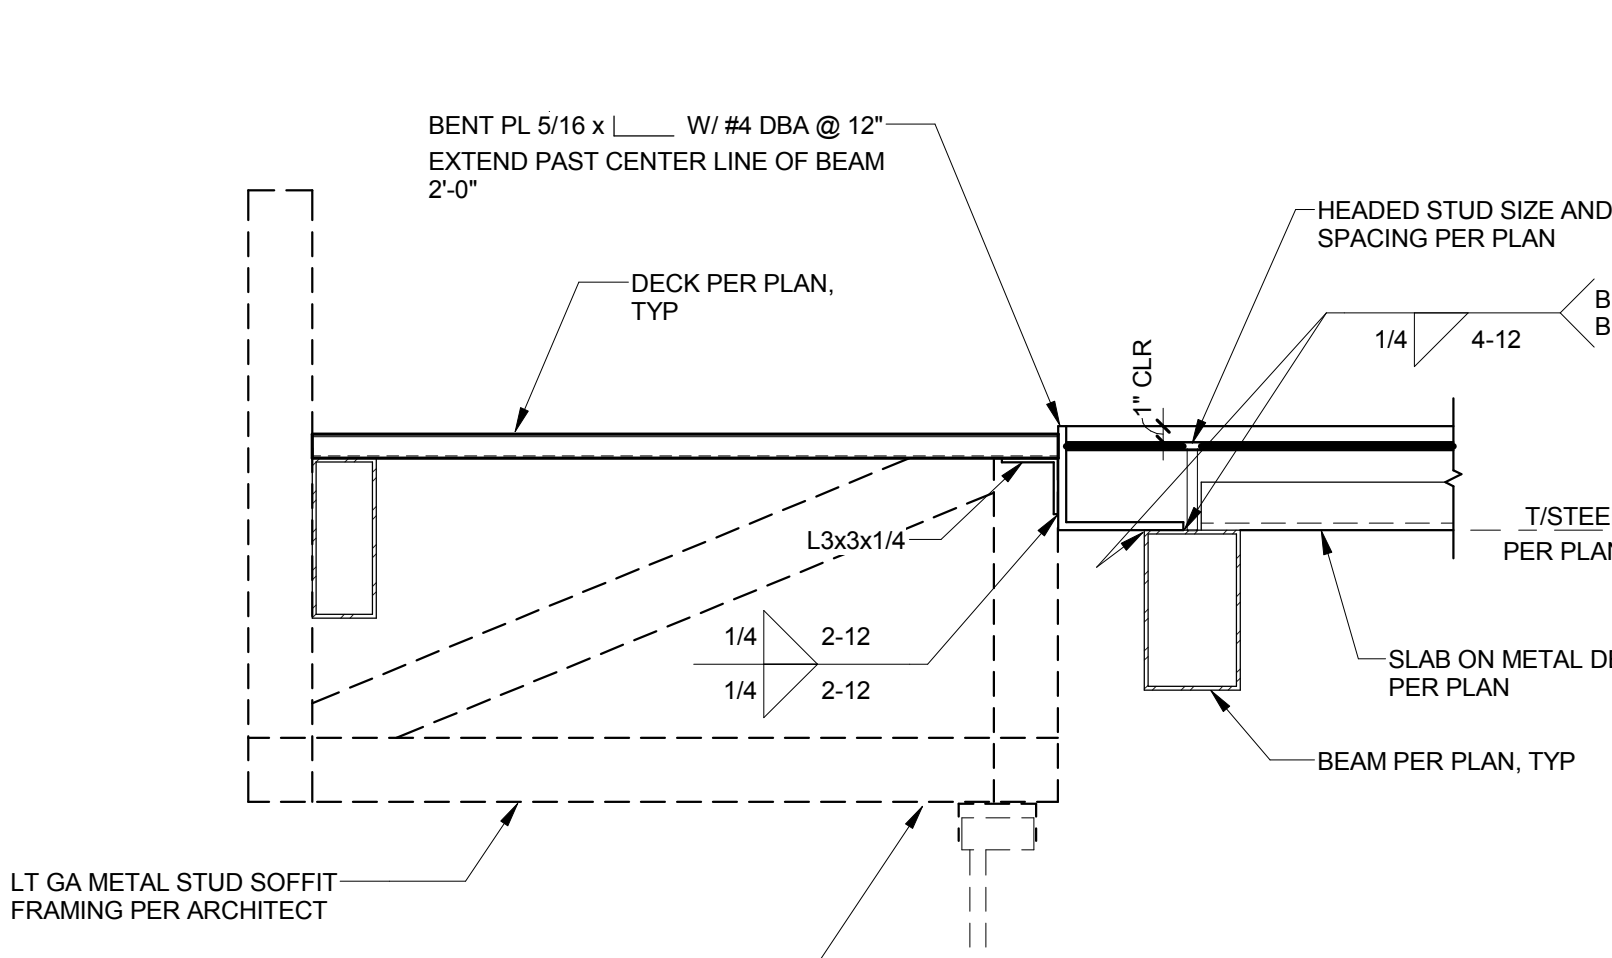 BENT PL 5/16 x W/ #4 DBA @ 12"
EXTEND PAST CENTER LINE OF BEAM
2'-0"
HEADED STUD SIZE AND
SPACING PER PLAN
DECK PER PLAN,
TYP
B
B
1/4 4-12
1" CLR
T/STEE
PER PLAN
L3x3x1/4
1/4 2-12
1/4 2-12
SLAB ON METAL D
PER PLAN
BEAM PER PLAN, TYP
LT GA METAL STUD SOFFIT
FRAMING PER ARCHITECT